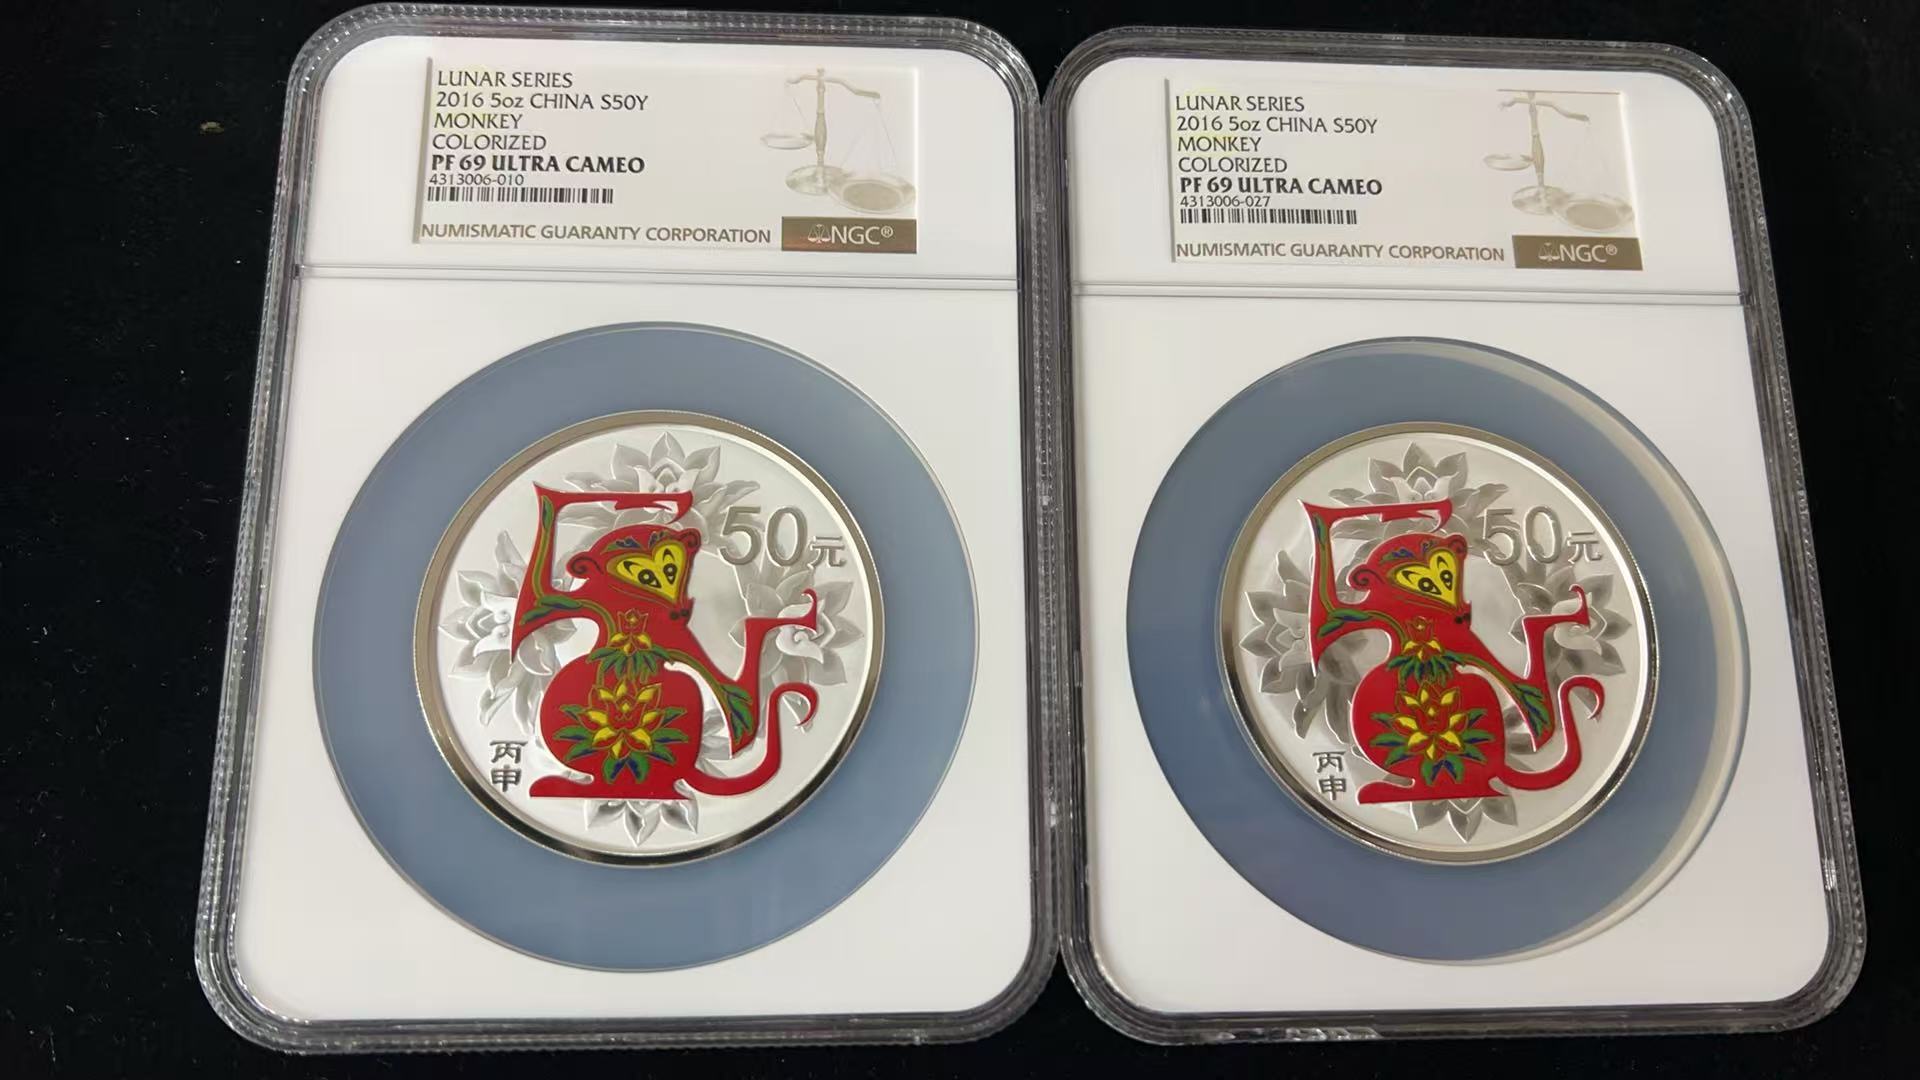 LUNAR SERIES
2016 5oz CHINA S50Y
MONKEY
COLORIZED
PF 69 ULTRA CAMEO
4313006-010
NUMISMATIC GUARANTY CORPORATION NGC®
50元
丙申
LUNAR SERIES
2016 5oz CHINA S50Y
MONKEY
COLORIZED
PF 69 ULTRA CAMEO
4313006-027
NUMISMATIC GUARANTY CORPORATION NGC®
50元
丙申